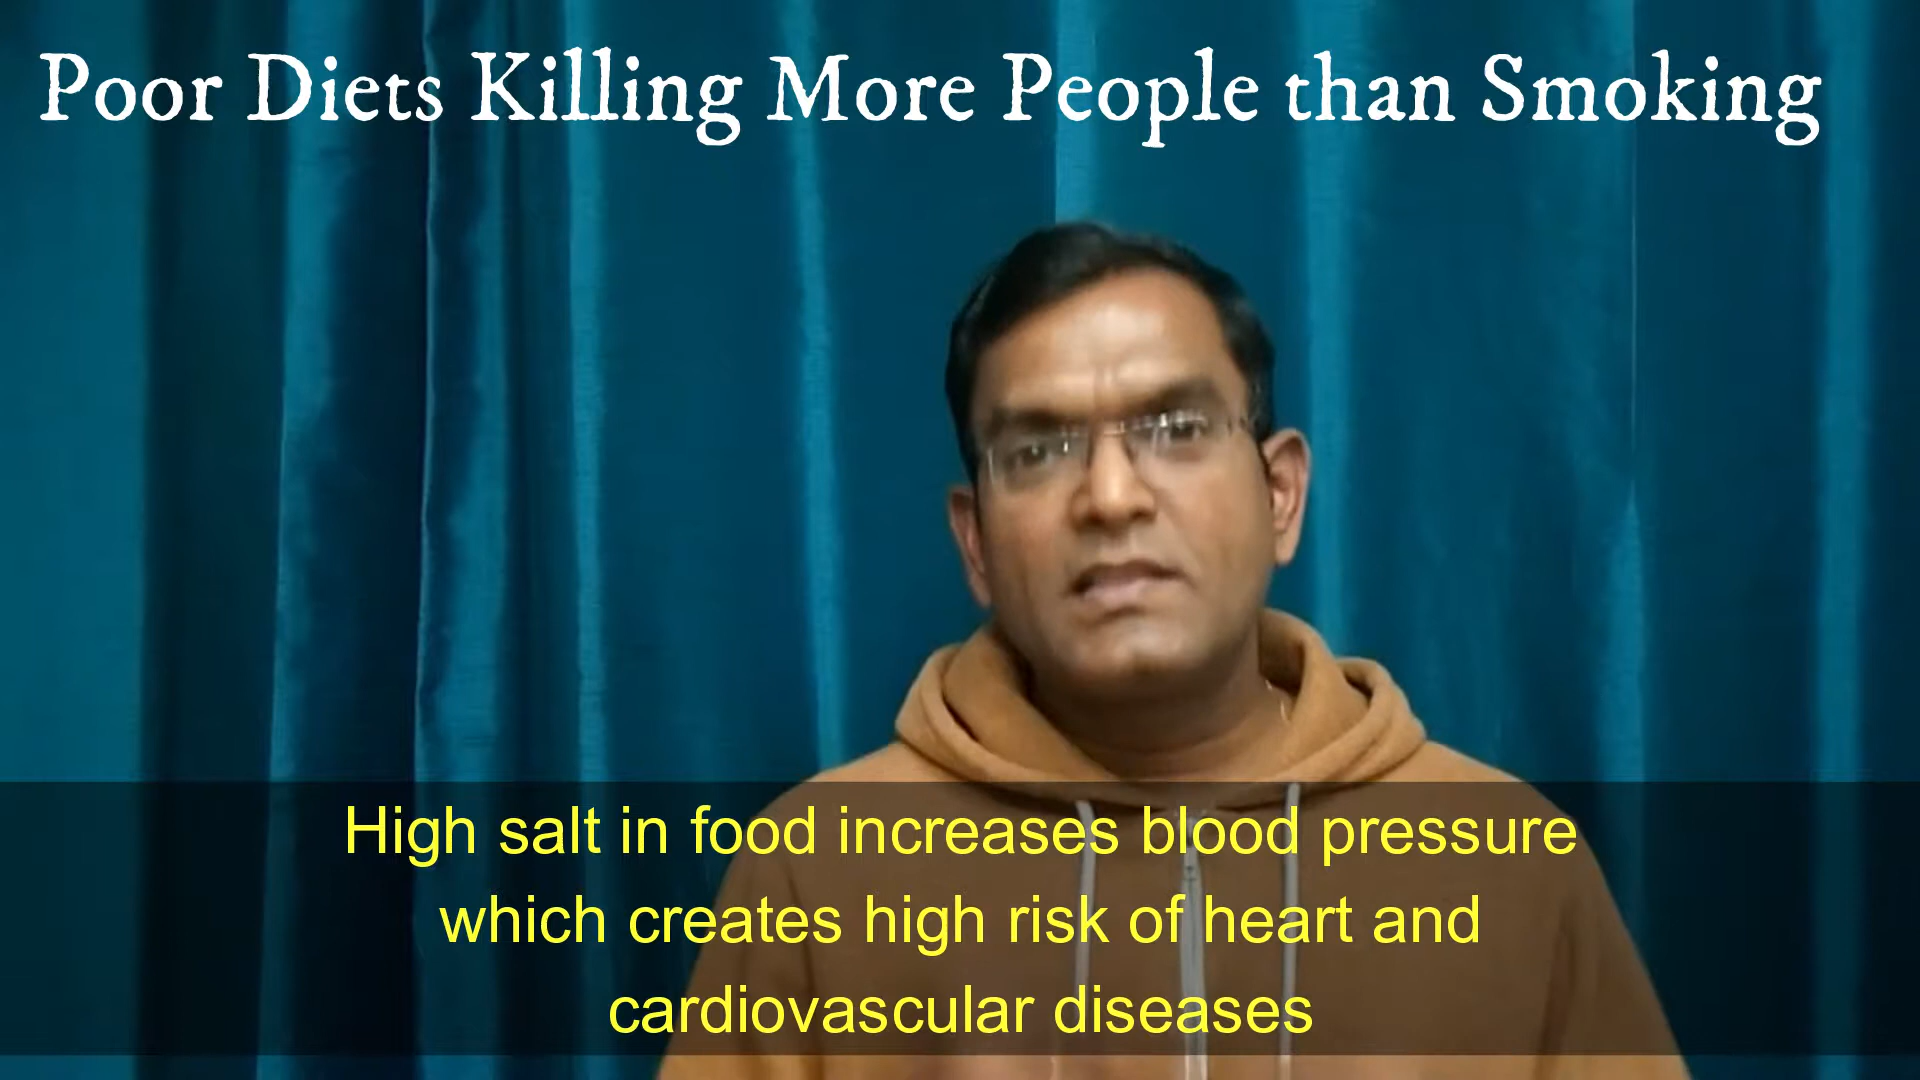 Poor Diets Killing More People than Smoking
High salt in food increases blood pressure
which creates high risk of heart and
cardiovascular diseases